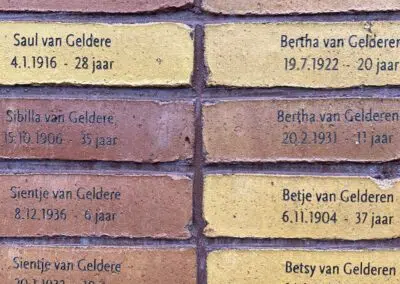 Saul van Geldere
4.1.1916 - 28 jaar
Sibilla van Geldere
15.10.1906 - 35 jaar
Sientje van Geldere
8.12.1936 - 6 jaar
Sientje van Geldere
Bertha van Gelderen
19.7.1922 - 20 jaar
Bertha van Gelderen
20.2.1931 - 11 jaar
Betje van Gelderen
6.11.1904 - 37 jaar
Betsy van Gelderen